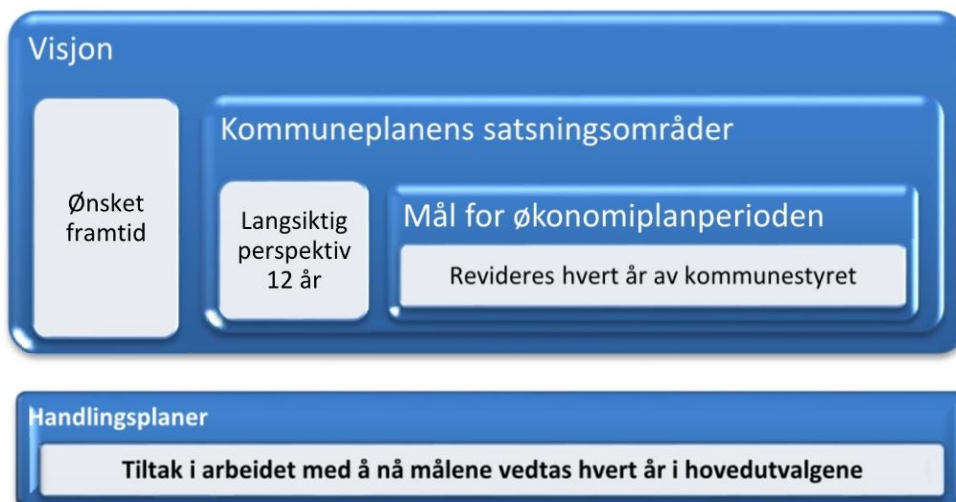 Visjon
Ønsket
framtid
Kommuneplanens satsningsområder
Langsiktig
perspektiv
12 år
Mål for økonomiplanperioden
Revideres hvert år av kommunestyret
Handlingsplaner
Tiltak i arbeidet med å nå målene vedtas hvert år i hovedutvalgene